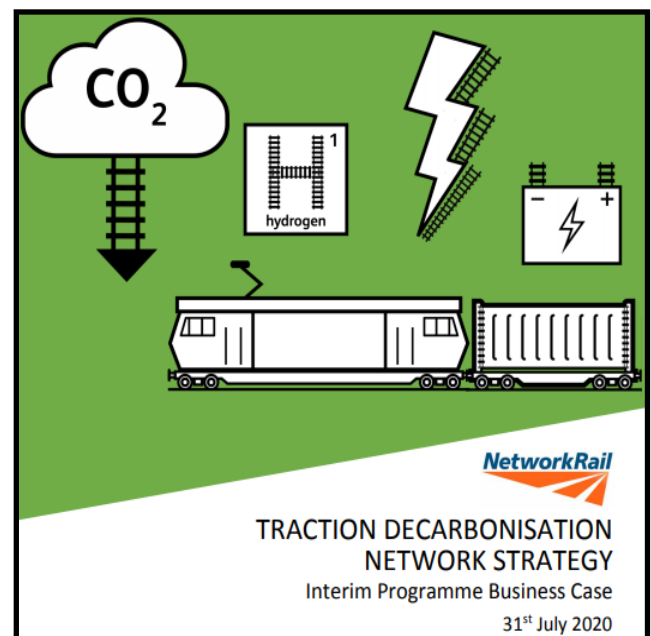 CO₂
1
H
hydrogen
− +
NetworkRail
TRACTION DECARBONISATION
NETWORK STRATEGY
Interim Programme Business Case
31st July 2020